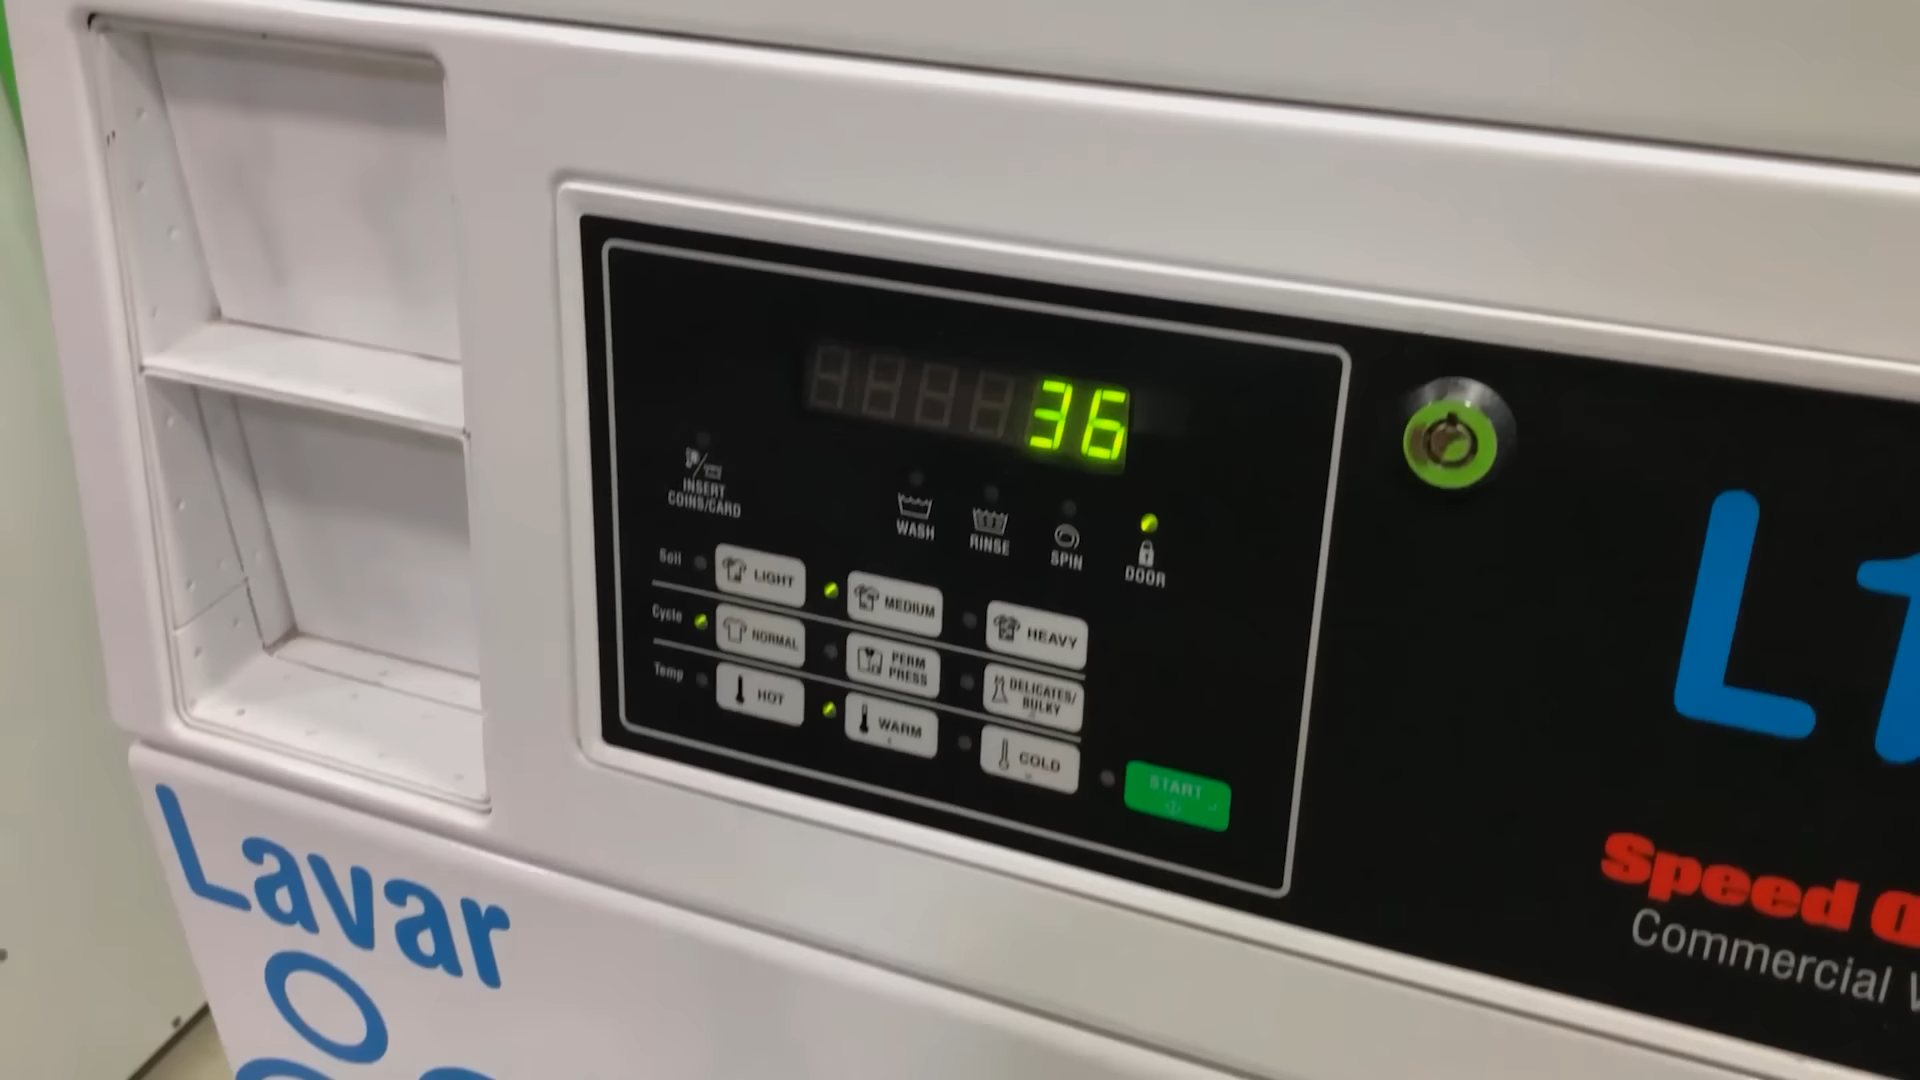 36
INSERT
COINS/CARD
WASH
RINSE
SPIN
DOOR
Soil
LIGHT
MEDIUM
HEAVY
Cycle
NORMAL
PERM
PRESS
DELICATES/
BULKY
Temp
HOT
WARM
COLD
START
L1
Speed Q
Commercial
Lavar